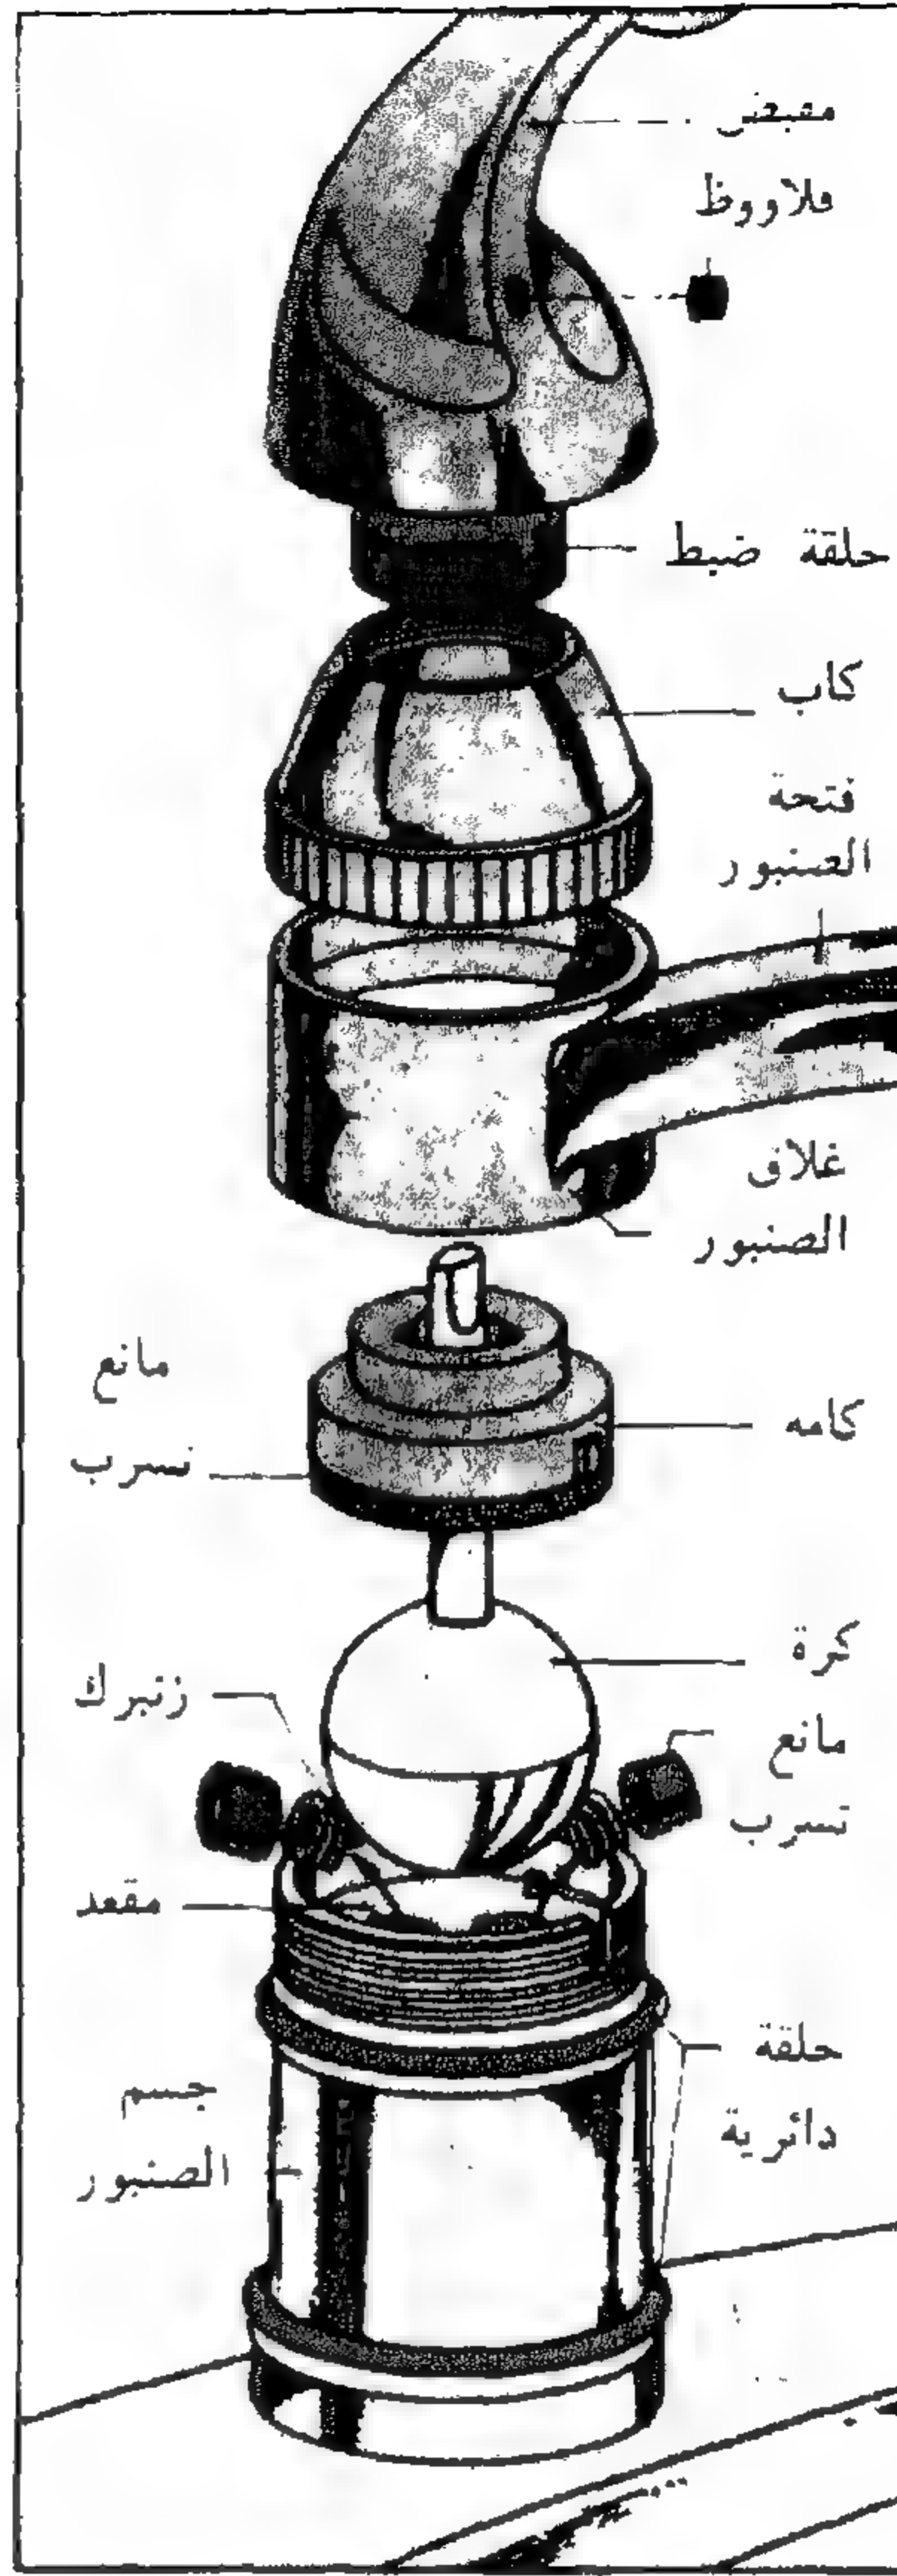 مقبض
فلاووظ
حلقة ضبط
كاب
فتحة
الصنبور
غلاف
الصنبور
مانع
تسرب
كامه
كرة
زنبرك
مانع
تسرب
مقعد
حلقة
دائرية
جسم
الصنبور